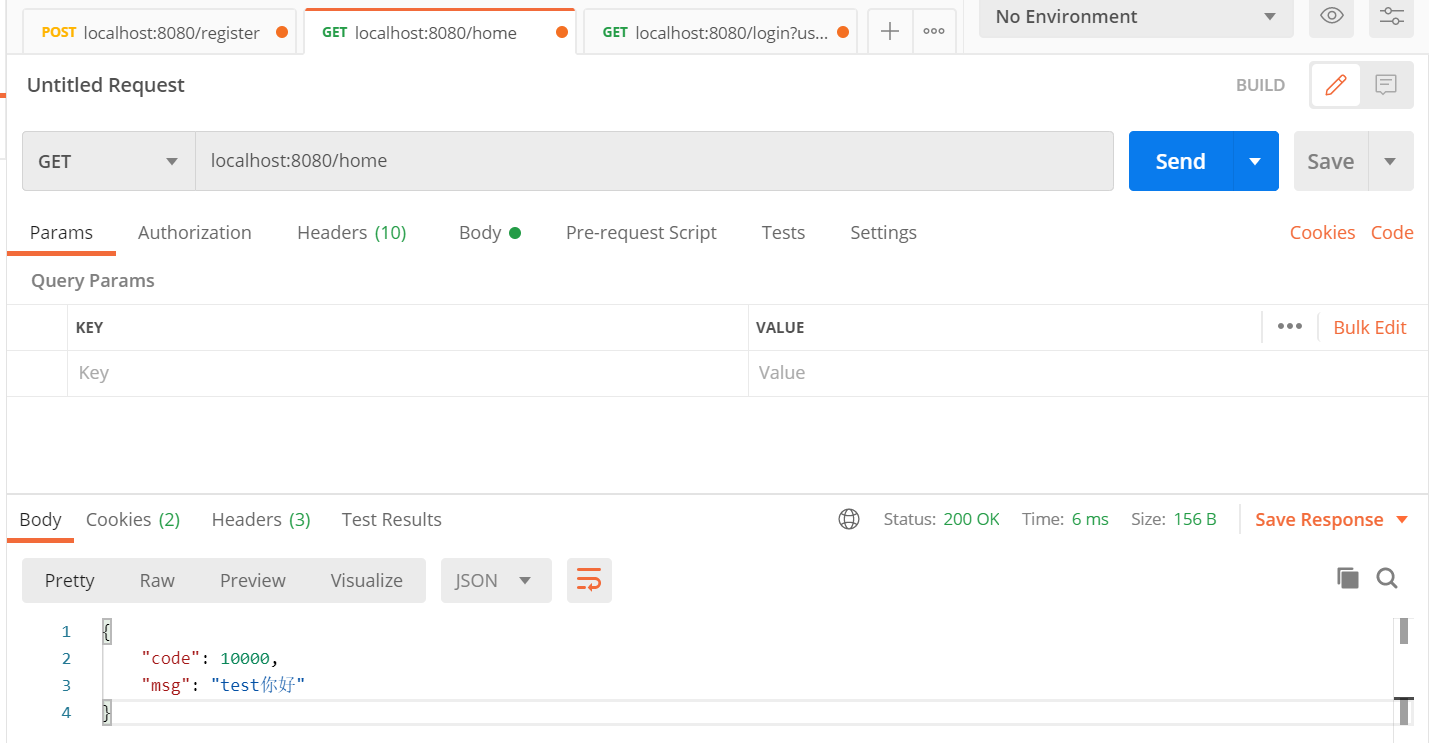 POST localhost:8080/register GET localhost:8080/home GET localhost:8080/login?us... No Environment
Untitled Request BUILD
GET localhost:8080/home Send Save
Params Authorization Headers (10) Body Pre-request Script Tests Settings Cookies Code
Query Params
KEY VALUE ••• Bulk Edit
Key Value
Body Cookies (2) Headers (3) Test Results Status: 200 OK Time: 6 ms Size: 156 B Save Response
Pretty Raw Preview Visualize JSON
1 {
2 "code": 10000,
3 "msg": "test你好"
4 }